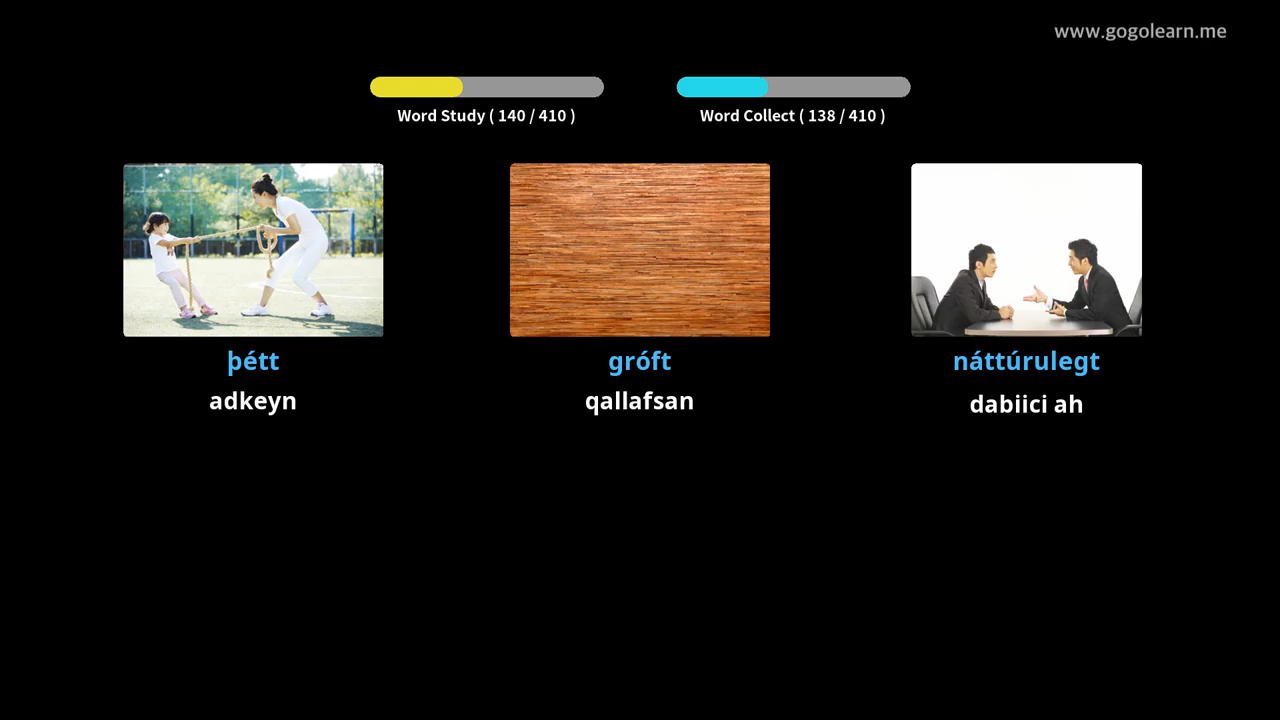 www.gogolearn.me
Word Study ( 140 / 410 )
Word Collect ( 138 / 410 )
þétt
adkeyn
gróft
qallafsan
náttúrulegt
dabiici ah